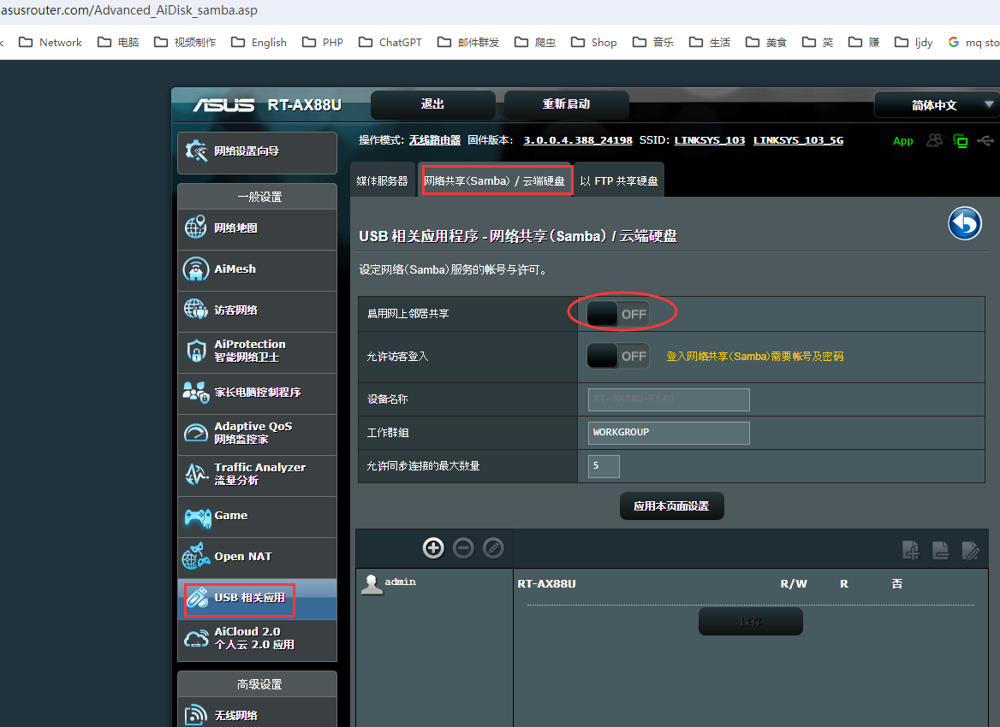 asusrouter.com/Advanced_AiDisk_samba.asp
Network 电脑 视频制作 English PHP ChatGPT 邮件群发 爬虫 Shop 音乐 生活 美食 笑 赚 ljdy mq sto
ASUS RT-AX88U 退出 重新启动 简体中文
操作模式: 无线路由器 固件版本: 3.0.0.4.388_24198 SSID: LINKSYS_103 LINKSYS_103_5G App
网络设置向导
一般设置
网络地图
AiMesh
访客网络
AiProtection
智能网络卫士
家长电脑控制程序
Adaptive QoS
网络监控家
Traffic Analyzer
流量分析
Game
Open NAT
USB 相关应用
AiCloud 2.0
个人云 2.0 应用
高级设置
无线网络
媒体服务器 网络共享(Samba) / 云端硬盘 以 FTP 共享硬盘
USB 相关应用程序 - 网络共享(Samba) / 云端硬盘
设定网络(Samba)服务的帐号与许可。
启用网上邻居共享 OFF
允许访客登入 OFF 登入网络共享(Samba)需要帐号及密码
设备名称 RT-AX88U-F6A0
工作群组 WORKGROUP
允许同步连接的最大数量 5
应用本页面设置
admin
RT-AX88U R/W R 否
保存